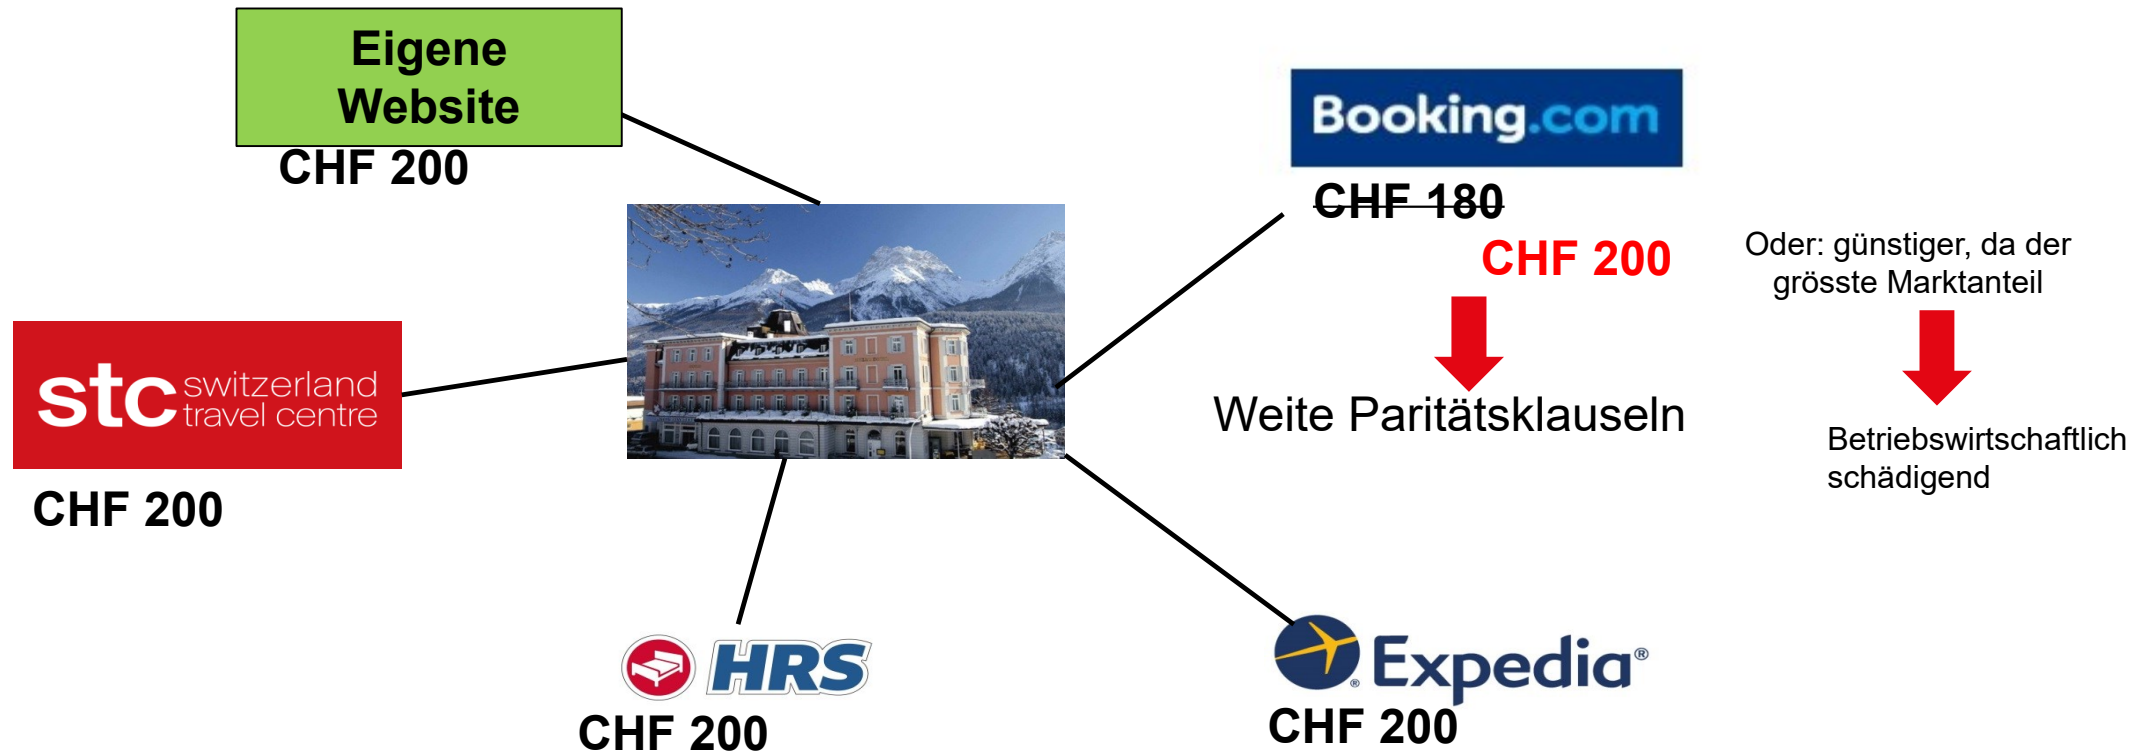 Eigene
Website
CHF 200
Booking.com
CHF 180
CHF 200
Oder: günstiger, da der
grösste Marktanteil
Weite Paritätsklauseln
Betriebswirtschaftlich
schädigend
stc switzerland
travel centre
CHF 200
HRS
CHF 200
Expedia®
CHF 200